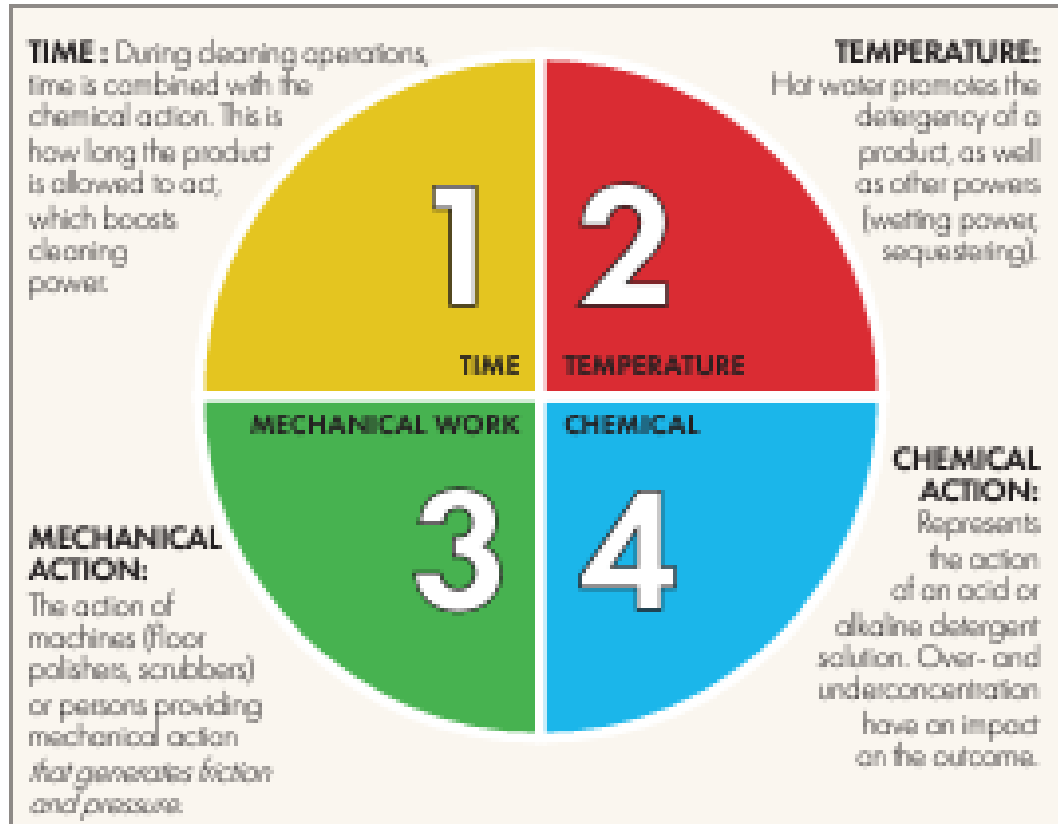 TIME : During cleaning operations,
time is combined with the
chemical action. This is
how long the product
is allowed to act,
which boosts
cleaning
power.
TEMPERATURE:
Hot water promotes the
detergency of a
product, as well
as other powers
(wetting power,
sequestering).
1
TIME
2
TEMPERATURE
MECHANICAL WORK
3
CHEMICAL
4
MECHANICAL
ACTION:
The action of
machines (floor
polishers, scrubbers)
or persons providing
mechanical action
that generates friction
and pressure.
CHEMICAL
ACTION:
Represents
the action
of an acid or
alkaline detergent
solution. Over- and
underconcentration
have an impact
on the outcome.